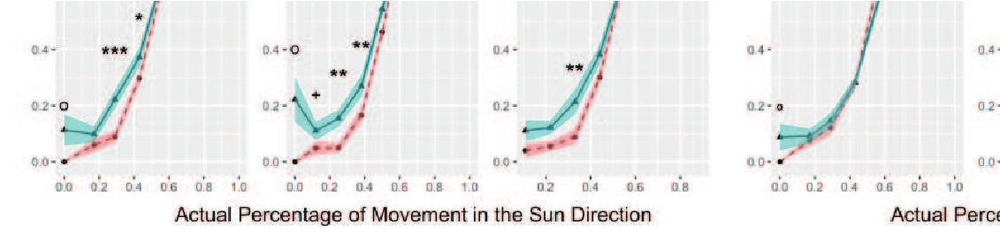 *
**
0.4 *** 0.4 o 0.4 0.4 0.4
** **
+
0.2 o 0.2 0.2 0.2 o 0.2
0.0 0.0 0.0 0.0 0.0
0.0 0.2 0.4 0.6 0.8 1.0 0.0 0.2 0.4 0.6 0.8 1.0 0.2 0.4 0.6 0.8 0.0 0.2 0.4 0.6 0.8 1.0
Actual Percentage of Movement in the Sun Direction Actual Perce